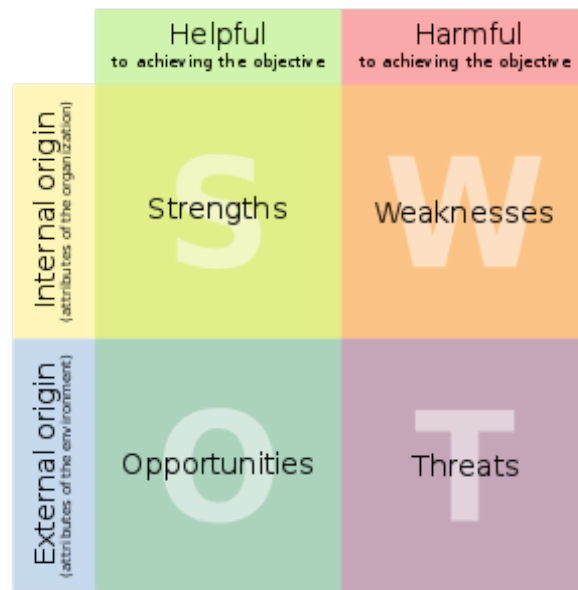 Helpful
to achieving the objective
Harmful
to achieving the objective
Internal origin
(attributes of the organization)
S
Strengths
W
Weaknesses
External origin
(attributes of the environment)
O
Opportunities
T
Threats